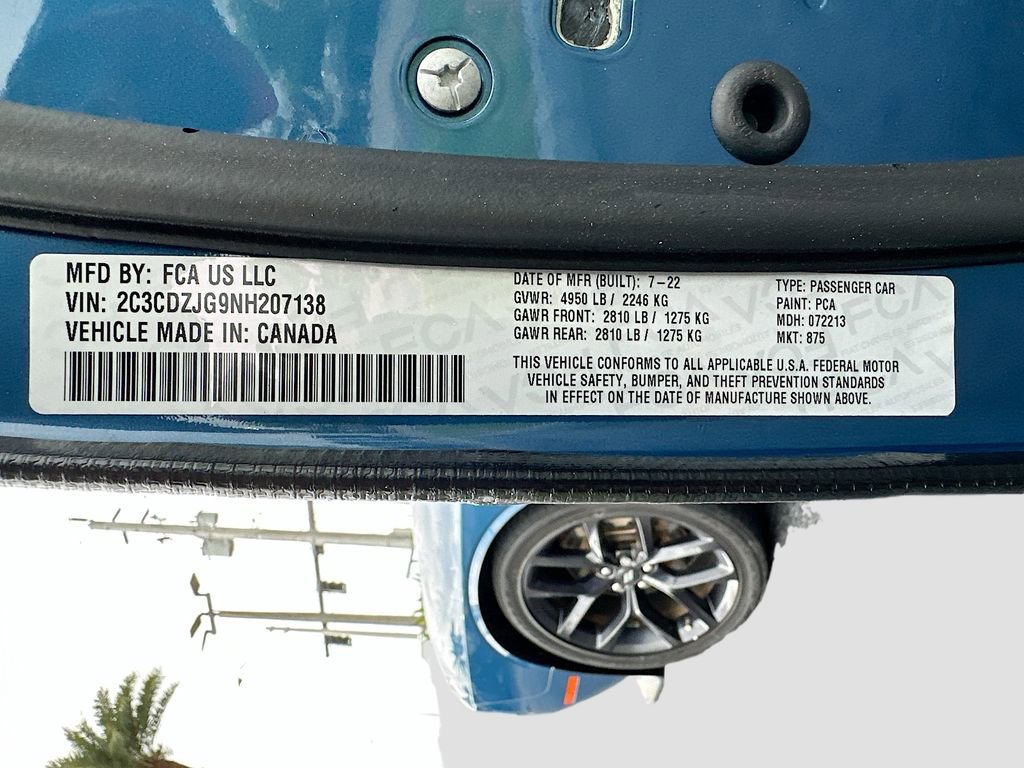 MFD BY: FCA US LLC
VIN: 2C3CDZJG9NH207138
VEHICLE MADE IN: CANADA
DATE OF MFR (BUILT): 7-22
GVWR: 4950 LB / 2246 KG
GAWR FRONT: 2810 LB / 1275 KG
GAWR REAR: 2810 LB / 1275 KG
TYPE: PASSENGER CAR
PAINT: PCA
MDH: 072213
MKT: 875
THIS VEHICLE CONFORMS TO ALL APPLICABLE U.S.A. FEDERAL MOTOR
VEHICLE SAFETY, BUMPER, AND THEFT PREVENTION STANDARDS
IN EFFECT ON THE DATE OF MANUFACTURE SHOWN ABOVE.